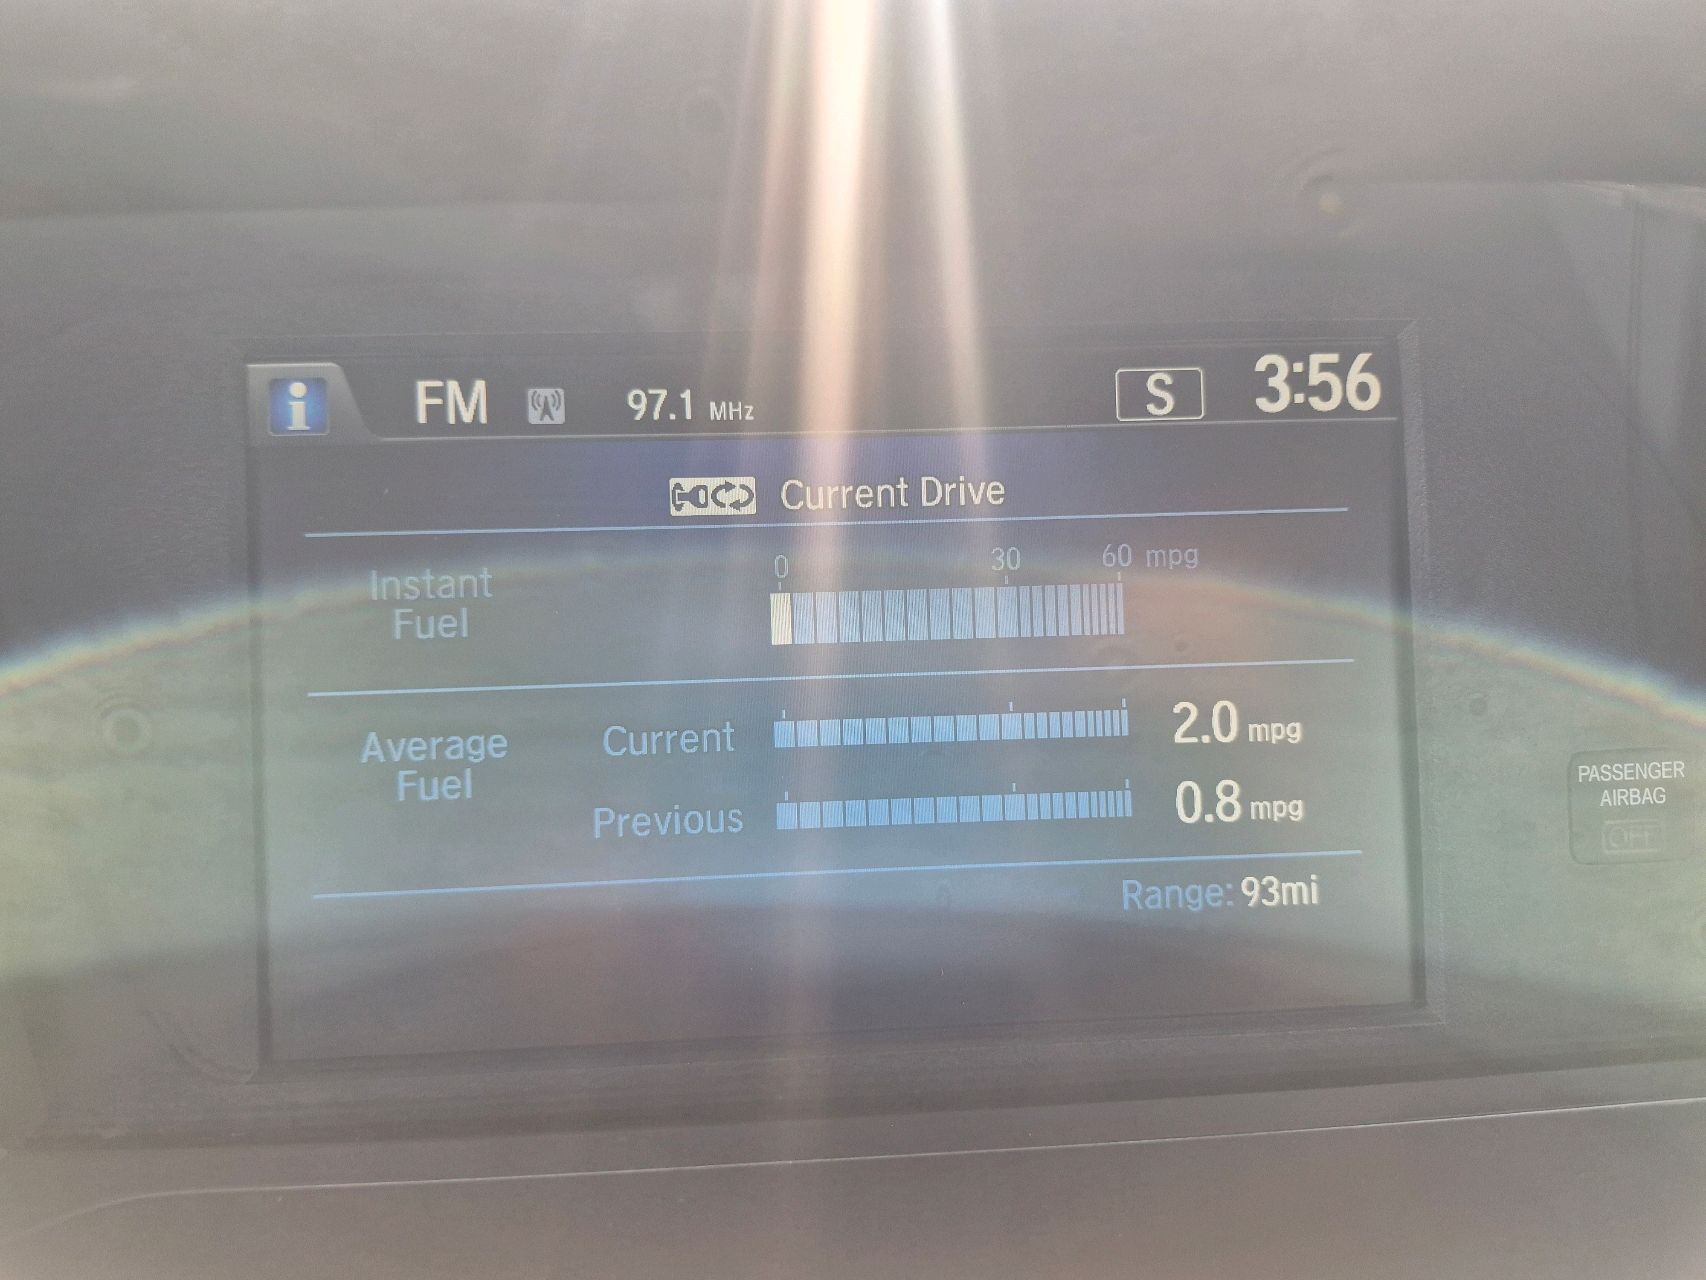 i FM 97.1 MHz S 3:56
Current Drive
0 30 60 mpg
Instant
Fuel
Average
Fuel
Current 2.0 mpg
Previous 0.8 mpg
Range: 93mi
PASSENGER
AIRBAG
OFF